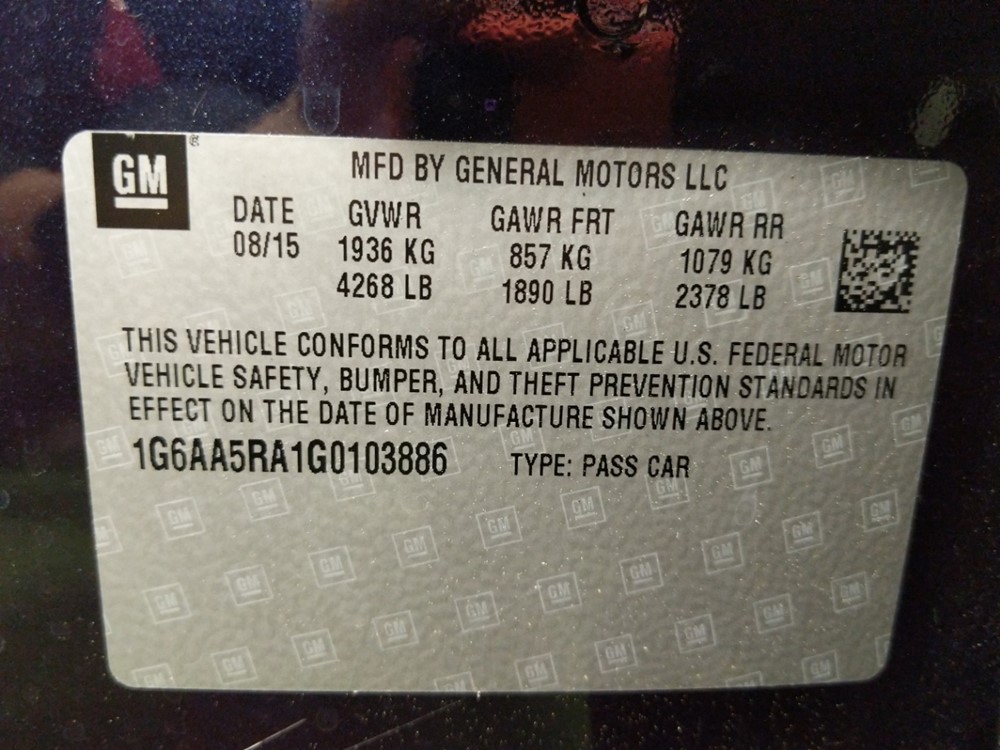 GM ®
MFD BY GENERAL MOTORS LLC
DATE GVWR GAWR FRT GAWR RR
08/15 1936 KG 857 KG 1079 KG
4268 LB 1890 LB 2378 LB
THIS VEHICLE CONFORMS TO ALL APPLICABLE U.S. FEDERAL MOTOR
VEHICLE SAFETY, BUMPER, AND THEFT PREVENTION STANDARDS IN
EFFECT ON THE DATE OF MANUFACTURE SHOWN ABOVE.
1G6AA5RA1G0103886 TYPE: PASS CAR